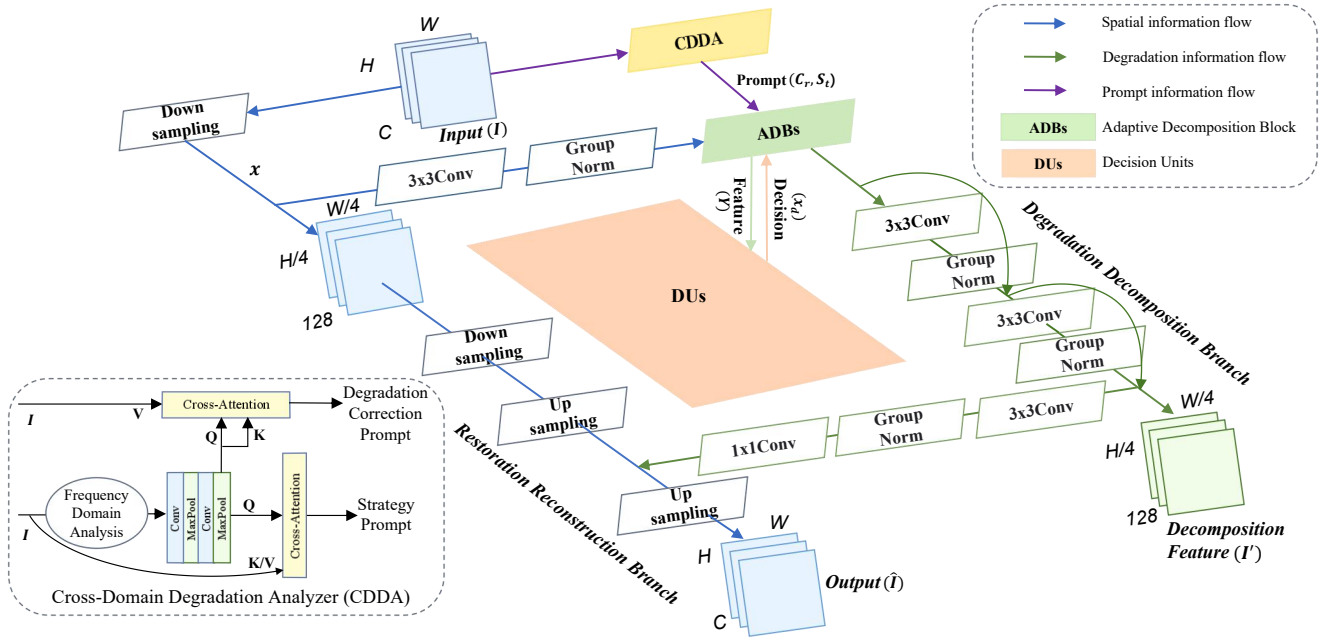 W
H
C
Input (I)
CDDA
Prompt (C_r, S_t)
Spatial information flow
Degradation information flow
Prompt information flow
ADBs
Adaptive Decomposition Block
DUs
Decision Units
Down
sampling
x
3x3Conv
Group
Norm
ADBs
Feature
(Y)
Decision
(x_d)
W/4
H/4
128
DUs
3x3Conv
Group
Norm
3x3Conv
Group
Norm
Degradation Decomposition Branch
Down
sampling
Up
sampling
Up
sampling
Restoration Reconstruction Branch
1x1Conv
Group
Norm
3x3Conv
W/4
H/4
128
Decomposition
Feature (I′)
W
H
C
Output (Î)
I
V
Cross-Attention
Degradation
Correction
Prompt
Q
K
Frequency
Domain
Analysis
I
Conv
MaxPool
Conv
MaxPool
Q
K/V
Cross-Attention
Strategy
Prompt
Cross-Domain Degradation Analyzer (CDDA)